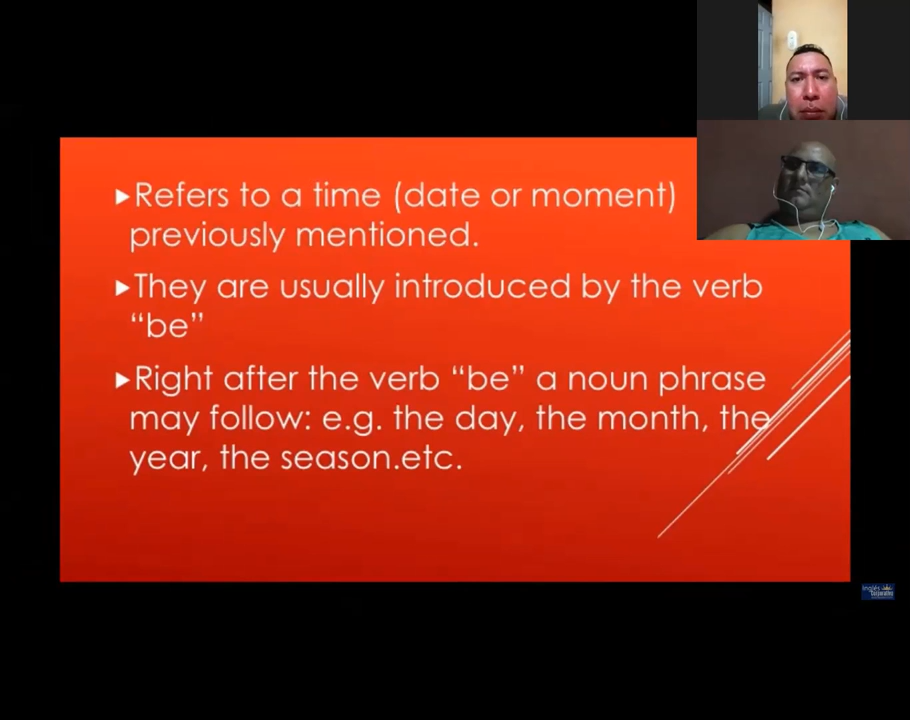 ▶Refers to a time (date or moment)
previously mentioned.
▶They are usually introduced by the verb
“be”
▶Right after the verb “be” a noun phrase
may follow: e.g. the day, the month, the
year, the season.etc.
Inglés